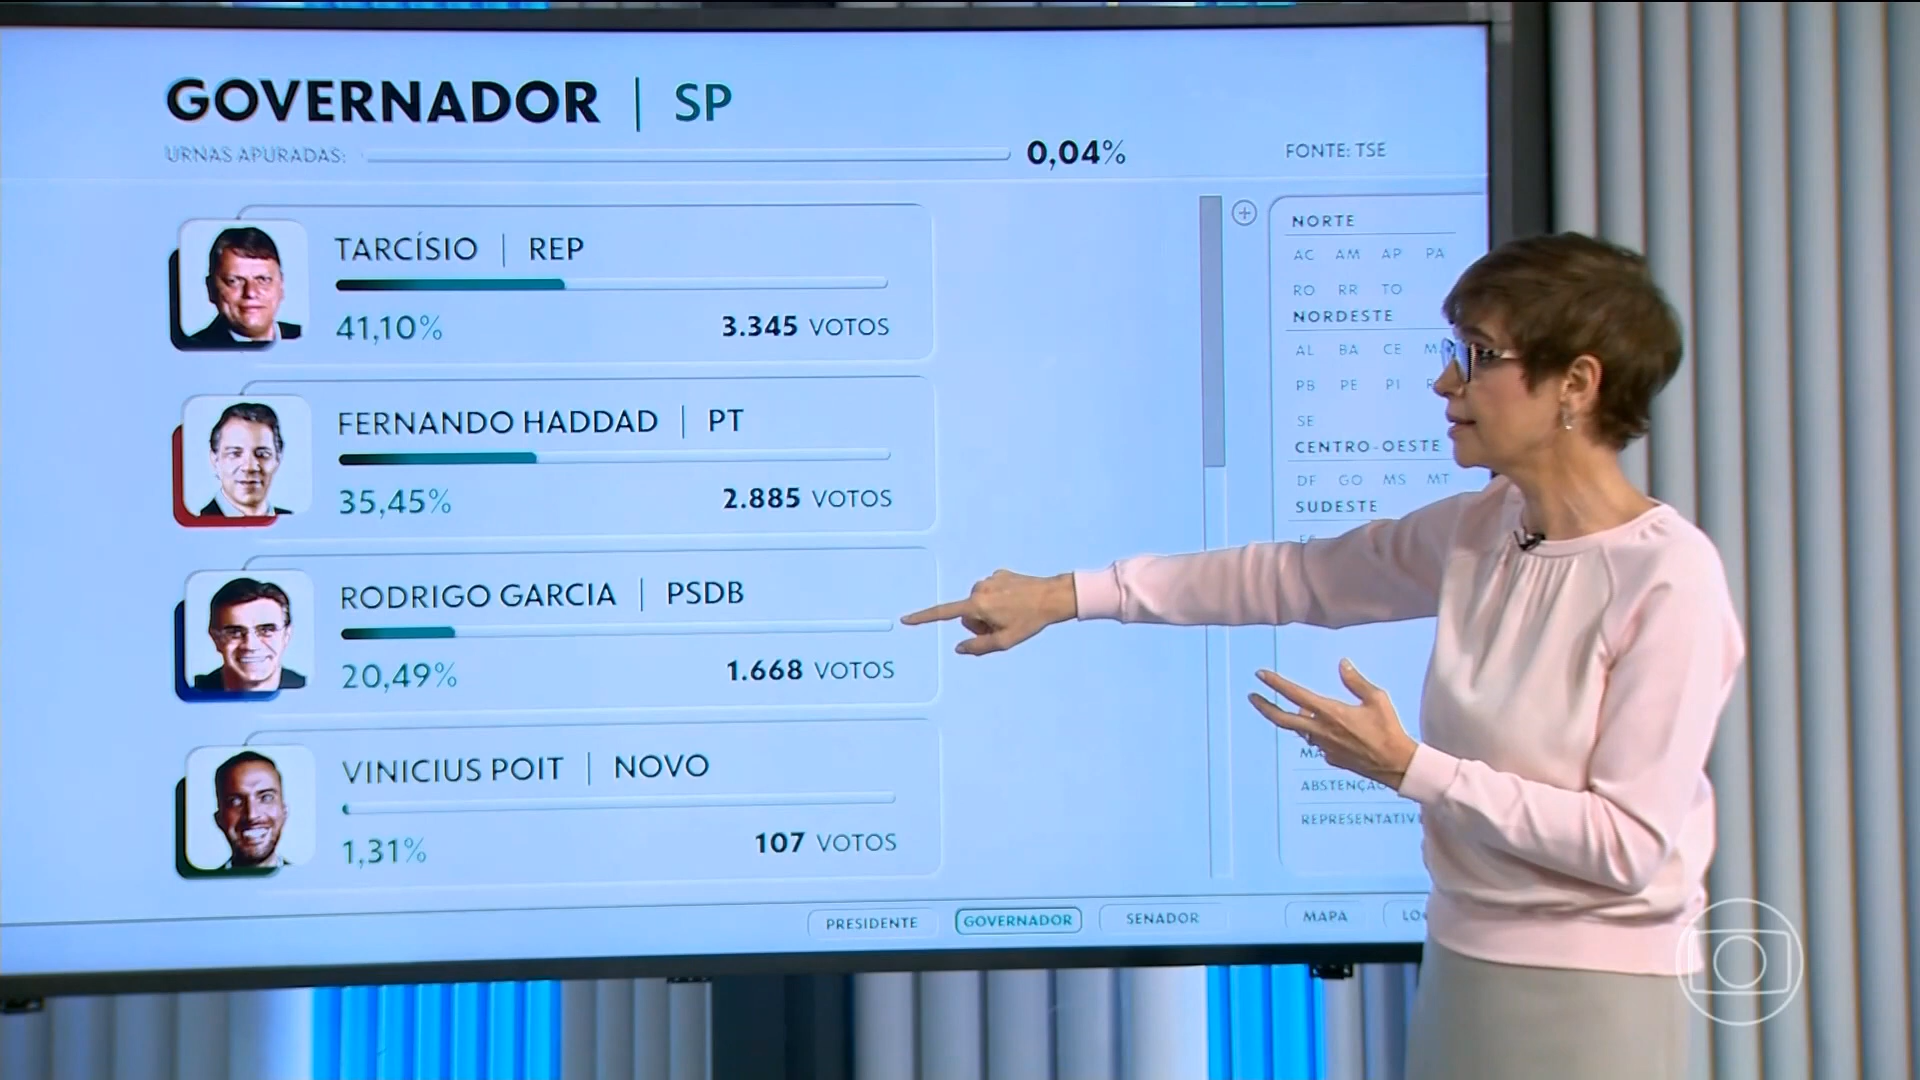 GOVERNADOR | SP
URNAS APURADAS: 0,04% FONTE: TSE
TARCÍSIO | REP
41,10% 3.345 VOTOS
FERNANDO HADDAD | PT
35,45% 2.885 VOTOS
RODRIGO GARCIA | PSDB
20,49% 1.668 VOTOS
VINICIUS POIT | NOVO
1,31% 107 VOTOS
NORTE
AC AM AP PA
RO RR TO
NORDESTE
AL BA CE
PB PE PI
SE
CENTRO-OESTE
DF GO MS MT
SUDESTE
PRESIDENTE GOVERNADOR SENADOR MAPA